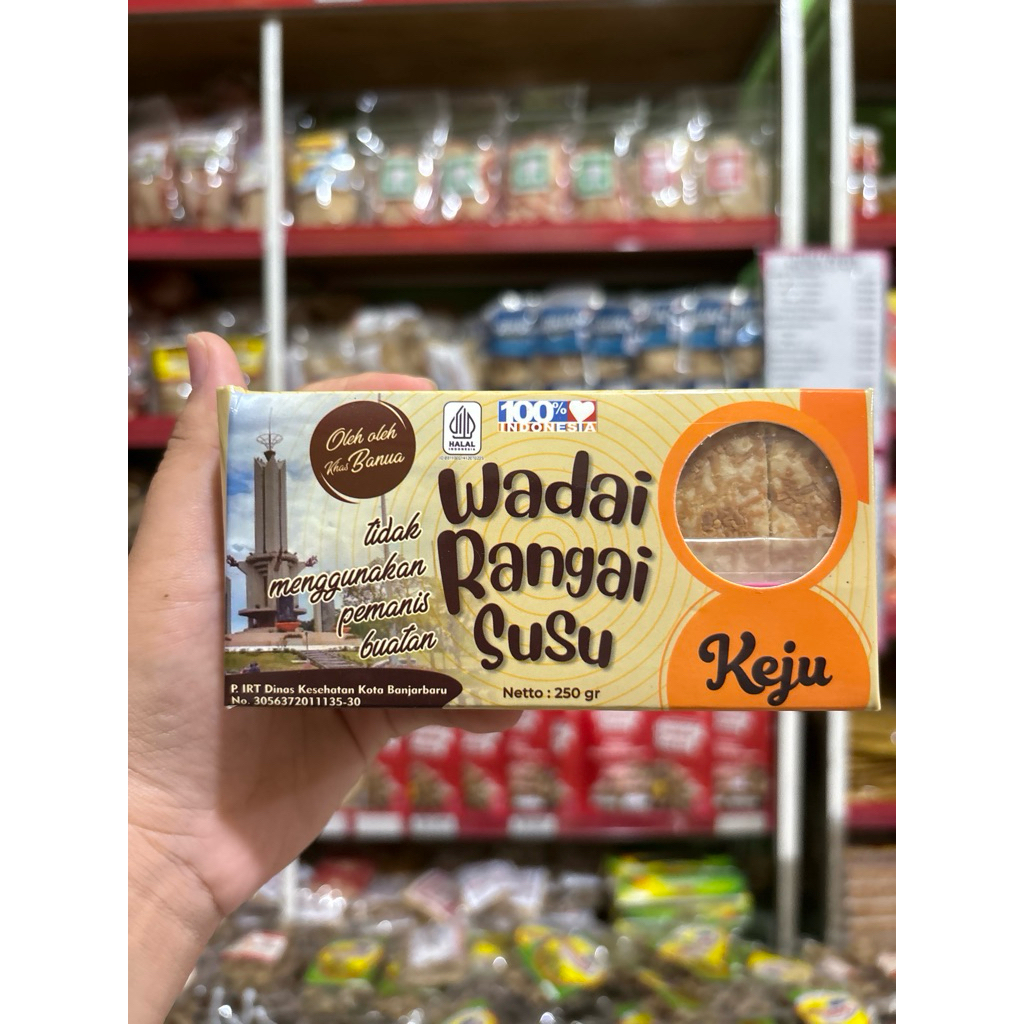 Oleh oleh
Khas Banua
HALAL
INDONESIA
100%
INDONESIA
tidak
menggunakan
pemanis
buatan
Wadai
Rangai
Susu
Keju
Netto : 250 gr
P. IRT Dinas Kesehatan Kota Banjarbaru
No. 3056372011135-30